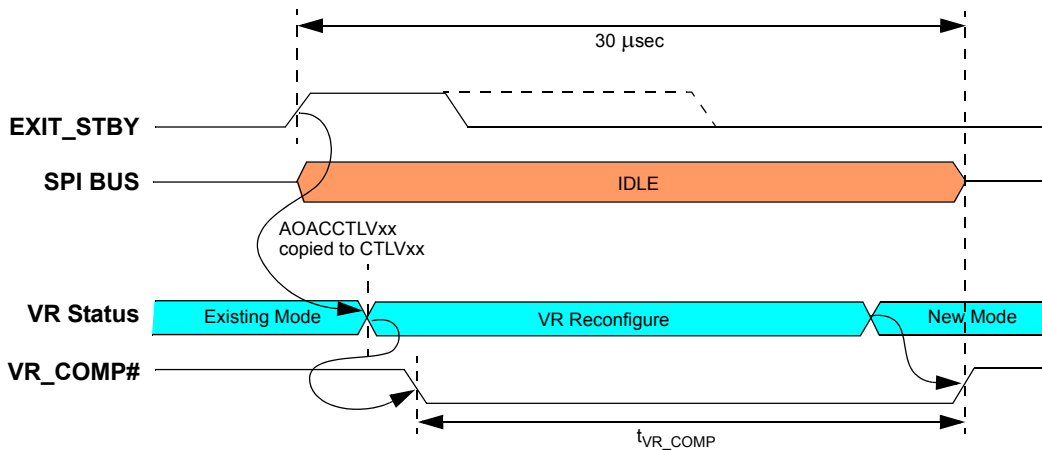 30 μsec
EXIT_STBY
SPI BUS
IDLE
AOACCTLVxx
copied to CTLVxx
VR Status
Existing Mode
VR Reconfigure
New Mode
VR_COMP#
tVR_COMP